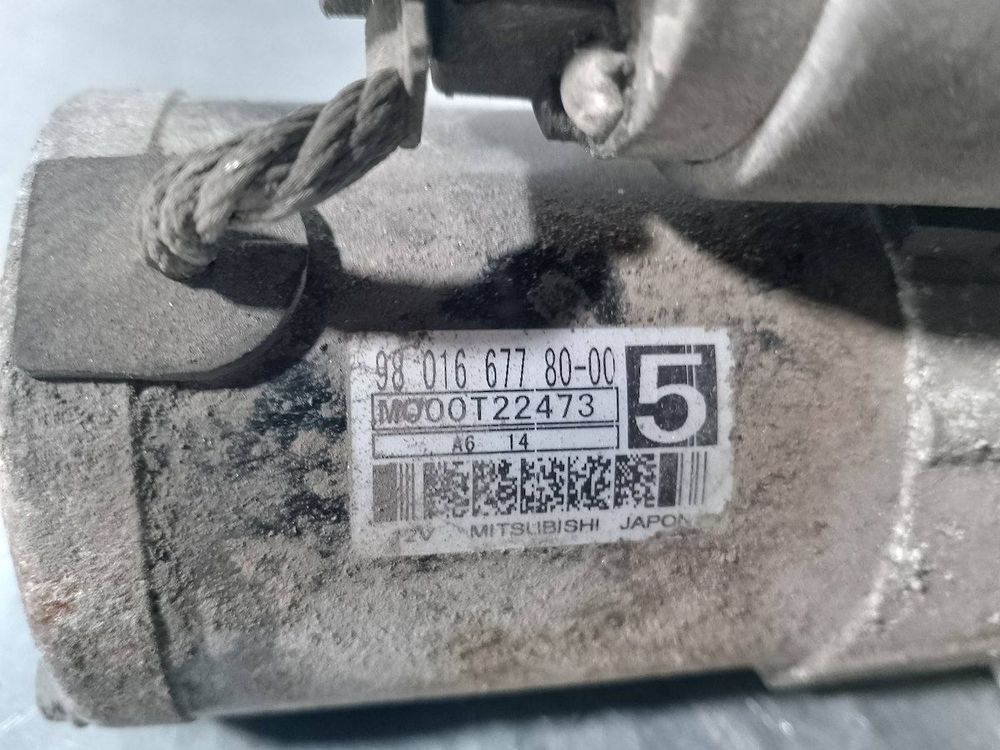 98 016 677 80-00
5
M000T22473
A6 14
12V MITSUBISHI JAPON